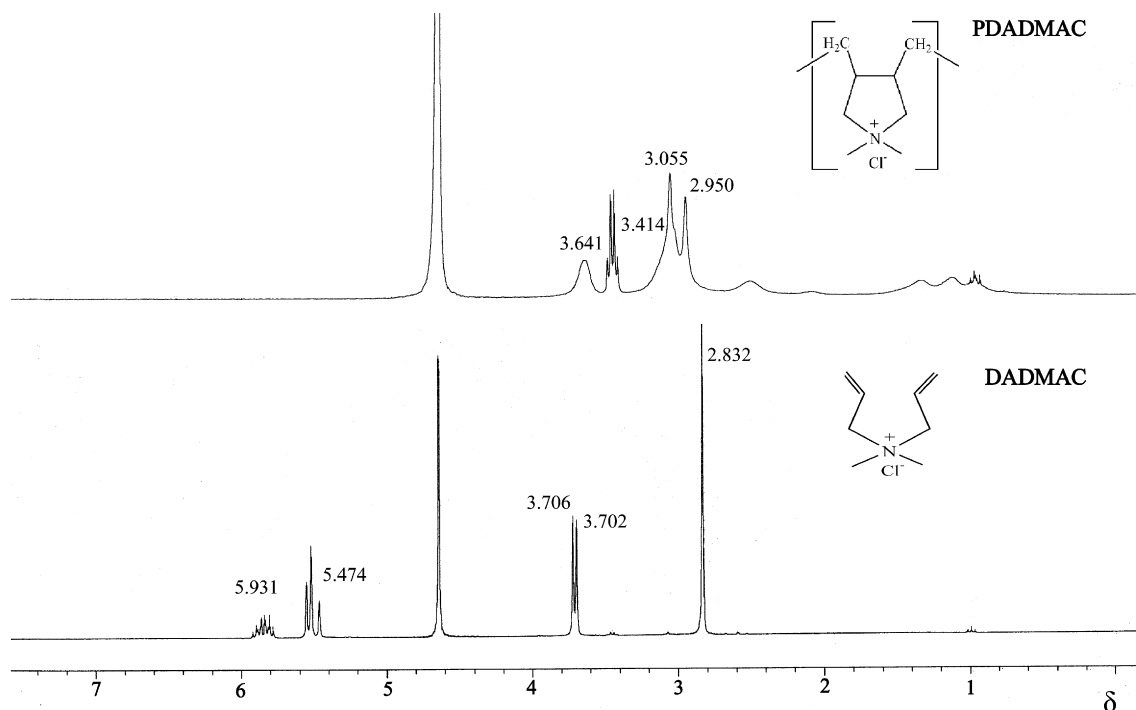 PDADMAC
H₂C CH₂
+
N
Cl⁻
3.055
2.950
3.414
3.641
DADMAC
2.832
+
N
Cl⁻
3.706
3.702
5.931
5.474
7 6 5 4 3 2 1 δ